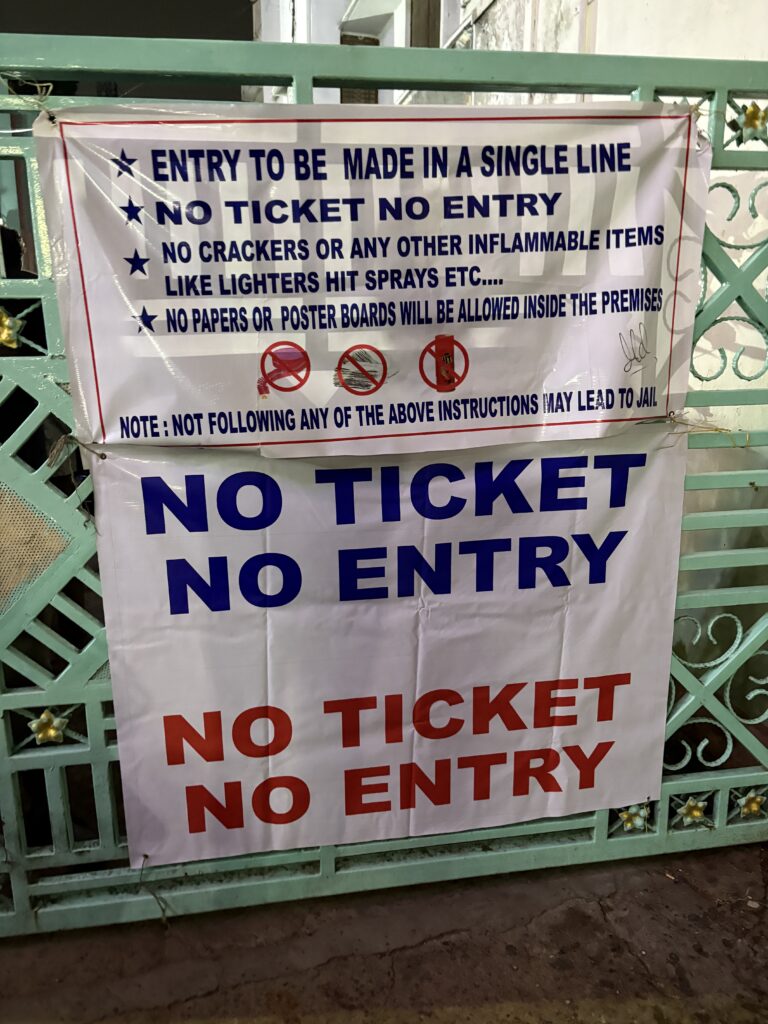 ★ ENTRY TO BE MADE IN A SINGLE LINE
★ NO TICKET NO ENTRY
★ NO CRACKERS OR ANY OTHER INFLAMMABLE ITEMS
LIKE LIGHTERS HIT SPRAYS ETC....
★ NO PAPERS OR POSTER BOARDS WILL BE ALLOWED INSIDE THE PREMISES
NOTE : NOT FOLLOWING ANY OF THE ABOVE INSTRUCTIONS MAY LEAD TO JAIL
NO TICKET
NO ENTRY
NO TICKET
NO ENTRY